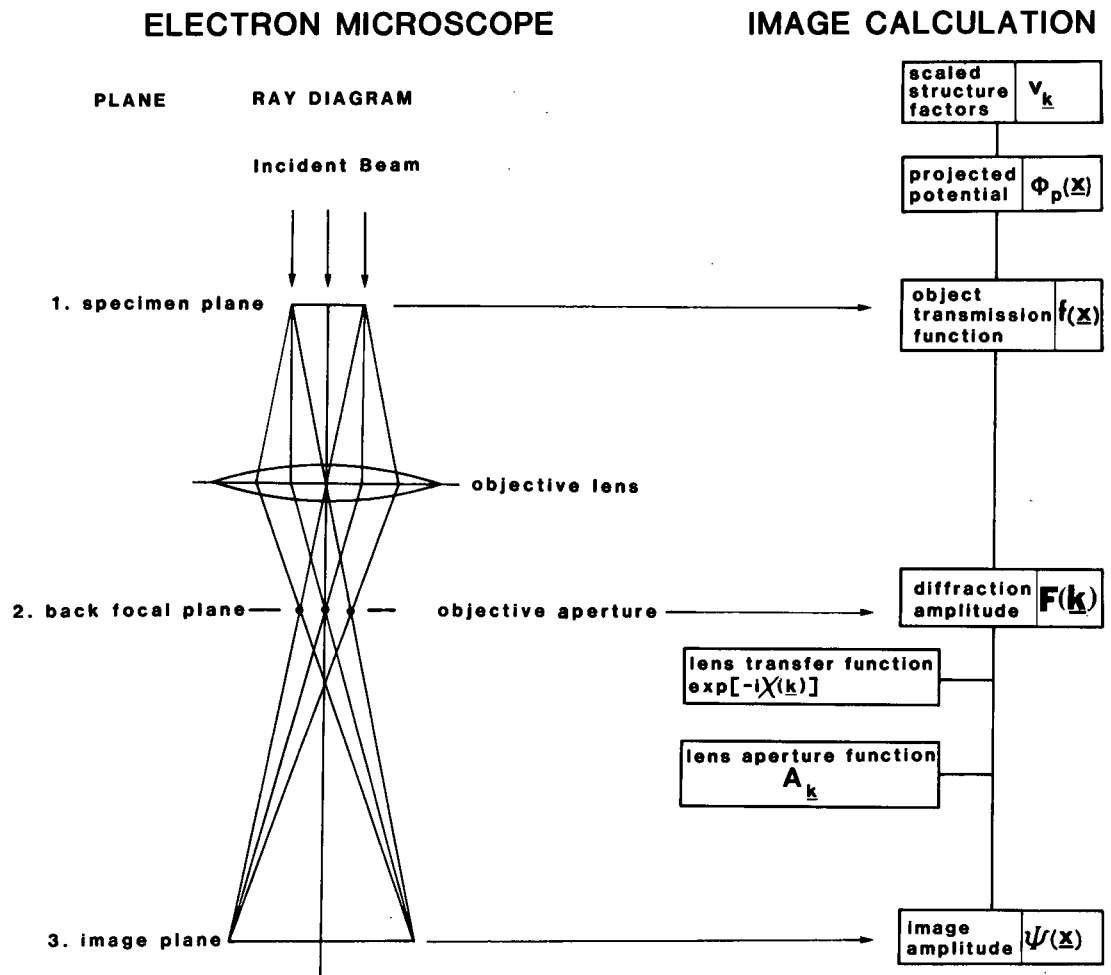 ELECTRON MICROSCOPE
IMAGE CALCULATION
PLANE
RAY DIAGRAM
Incident Beam
1. specimen plane
objective lens
2. back focal plane
objective aperture
3. image plane
scaled
structure
factors
v_k
projected
potential
Φ_p(x)
object
transmission
function
f(x)
diffraction
amplitude
F(k)
lens transfer function
exp[-iχ(k)]
lens aperture function
A_k
image
amplitude
ψ(x)